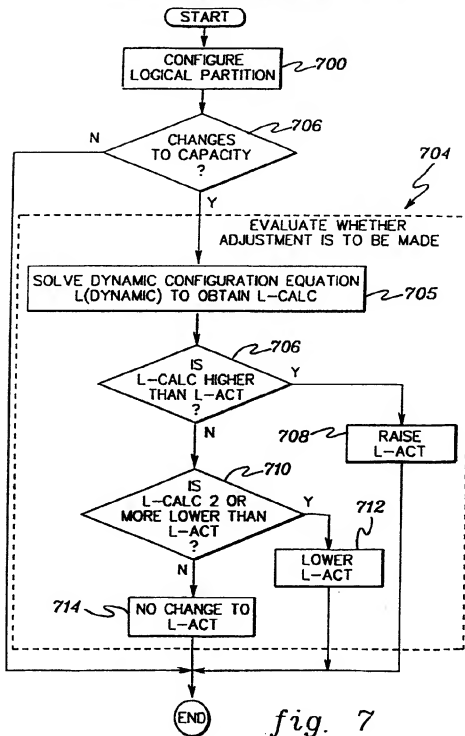 START
CONFIGURE
LOGICAL PARTITION
700
706
N
CHANGES
TO CAPACITY
?
Y
704
EVALUATE WHETHER
ADJUSTMENT IS TO BE MADE
SOLVE DYNAMIC CONFIGURATION EQUATION
L(DYNAMIC) TO OBTAIN L-CALC
705
706
IS
L-CALC HIGHER
THAN L-ACT
?
Y
N
708
RAISE
L-ACT
710
IS
L-CALC 2 OR
MORE LOWER THAN
L-ACT
?
Y
N
712
LOWER
L-ACT
714
NO CHANGE TO
L-ACT
END
fig. 7